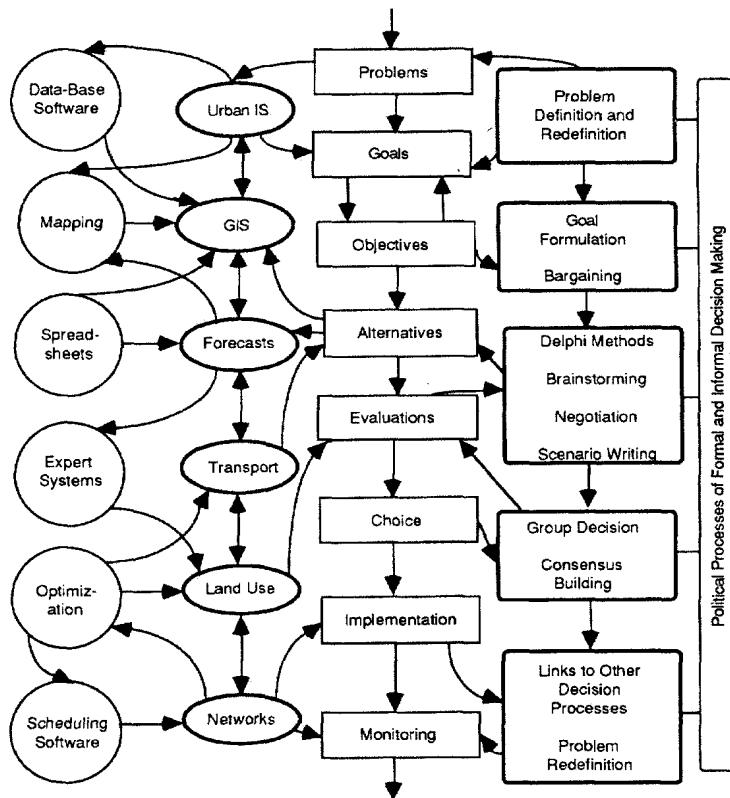 Data-Base
Software
Mapping
Spread-
sheets
Expert
Systems
Optimiz-
ation
Scheduling
Software
Urban IS
GIS
Forecasts
Transport
Land Use
Networks
Problems
Goals
Objectives
Alternatives
Evaluations
Choice
Implementation
Monitoring
Problem
Definition and
Redefinition
Goal
Formulation
Bargaining
Delphi Methods
Brainstorming
Negotiation
Scenario Writing
Group Decision
Consensus
Building
Links to Other
Decision
Processes
Problem
Redefinition
Political Processes of Formal and Informal Decision Making